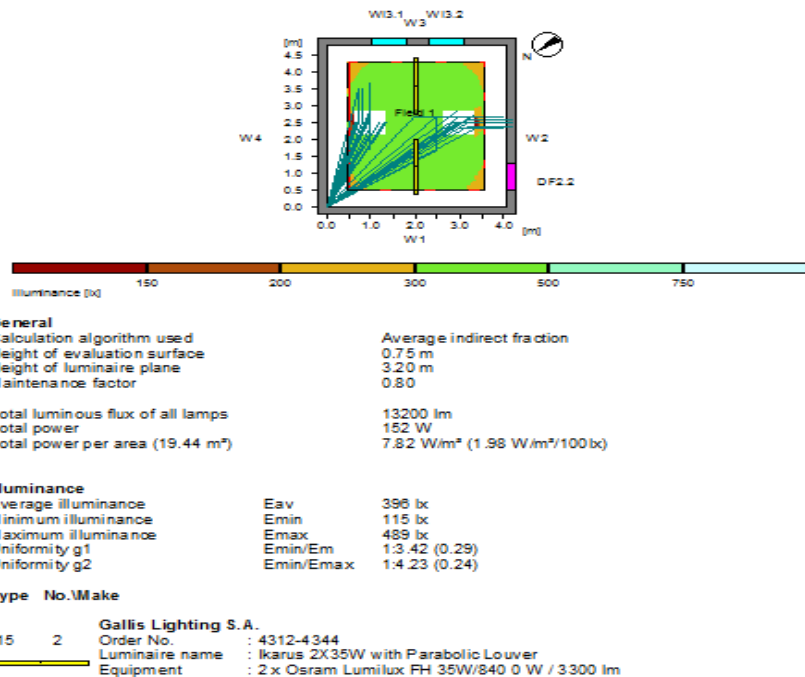 WI3.1 WI3.2
W3
[m]
4.5
4.0
3.5
3.0
2.5
2.0
1.5
1.0
0.5
0.0
N
Field 1
W4
W2
DF2.2
0.0 1.0 2.0 3.0 4.0 [m]
W1
150 200 300 500 750
Illuminance [lx]
eneral
alculation algorithm used Average indirect fraction
eight of evaluation surface 0.75 m
eight of luminaire plane 3.20 m
aintenance factor 0.80
otal luminous flux of all lamps 13200 lm
otal power 152 W
otal power per area (19.44 m²) 7.82 W/m² (1.98 W/m²/100lx)
luminance
verage illuminance Eav 396 lx
inimum illuminance Emin 115 lx
aximum illuminance Emax 489 lx
niformity g1 Emin/Em 1:3.42 (0.29)
niformity g2 Emin/Emax 1:4.23 (0.24)
ype No.\Make
Gallis Lighting S.A.
15 2 Order No. : 4312-4344
Luminaire name : Ikarus 2X35W with Parabolic Louver
Equipment : 2 x Osram Lumilux FH 35W/840 0 W / 3300 lm